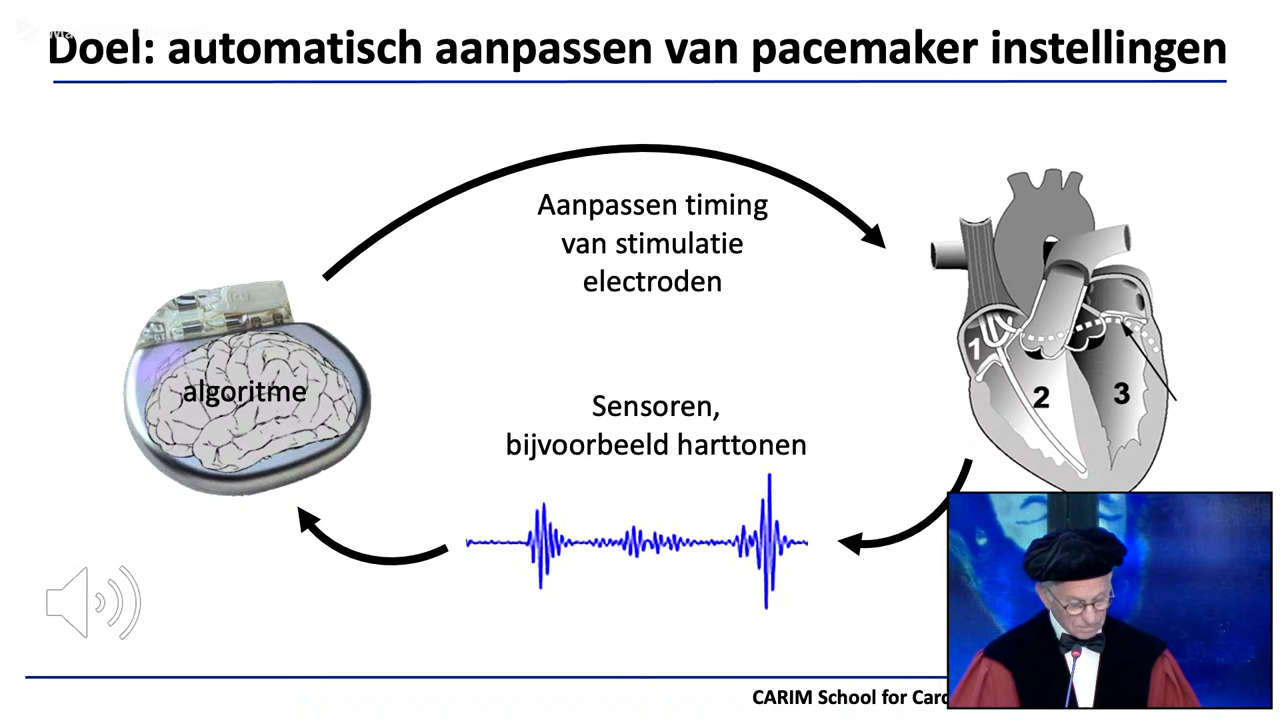 Doel: automatisch aanpassen van pacemaker instellingen
Aanpassen timing
van stimulatie
electroden
algoritme
Sensoren,
bijvoorbeeld harttonen
1
2
3
CARIM School for